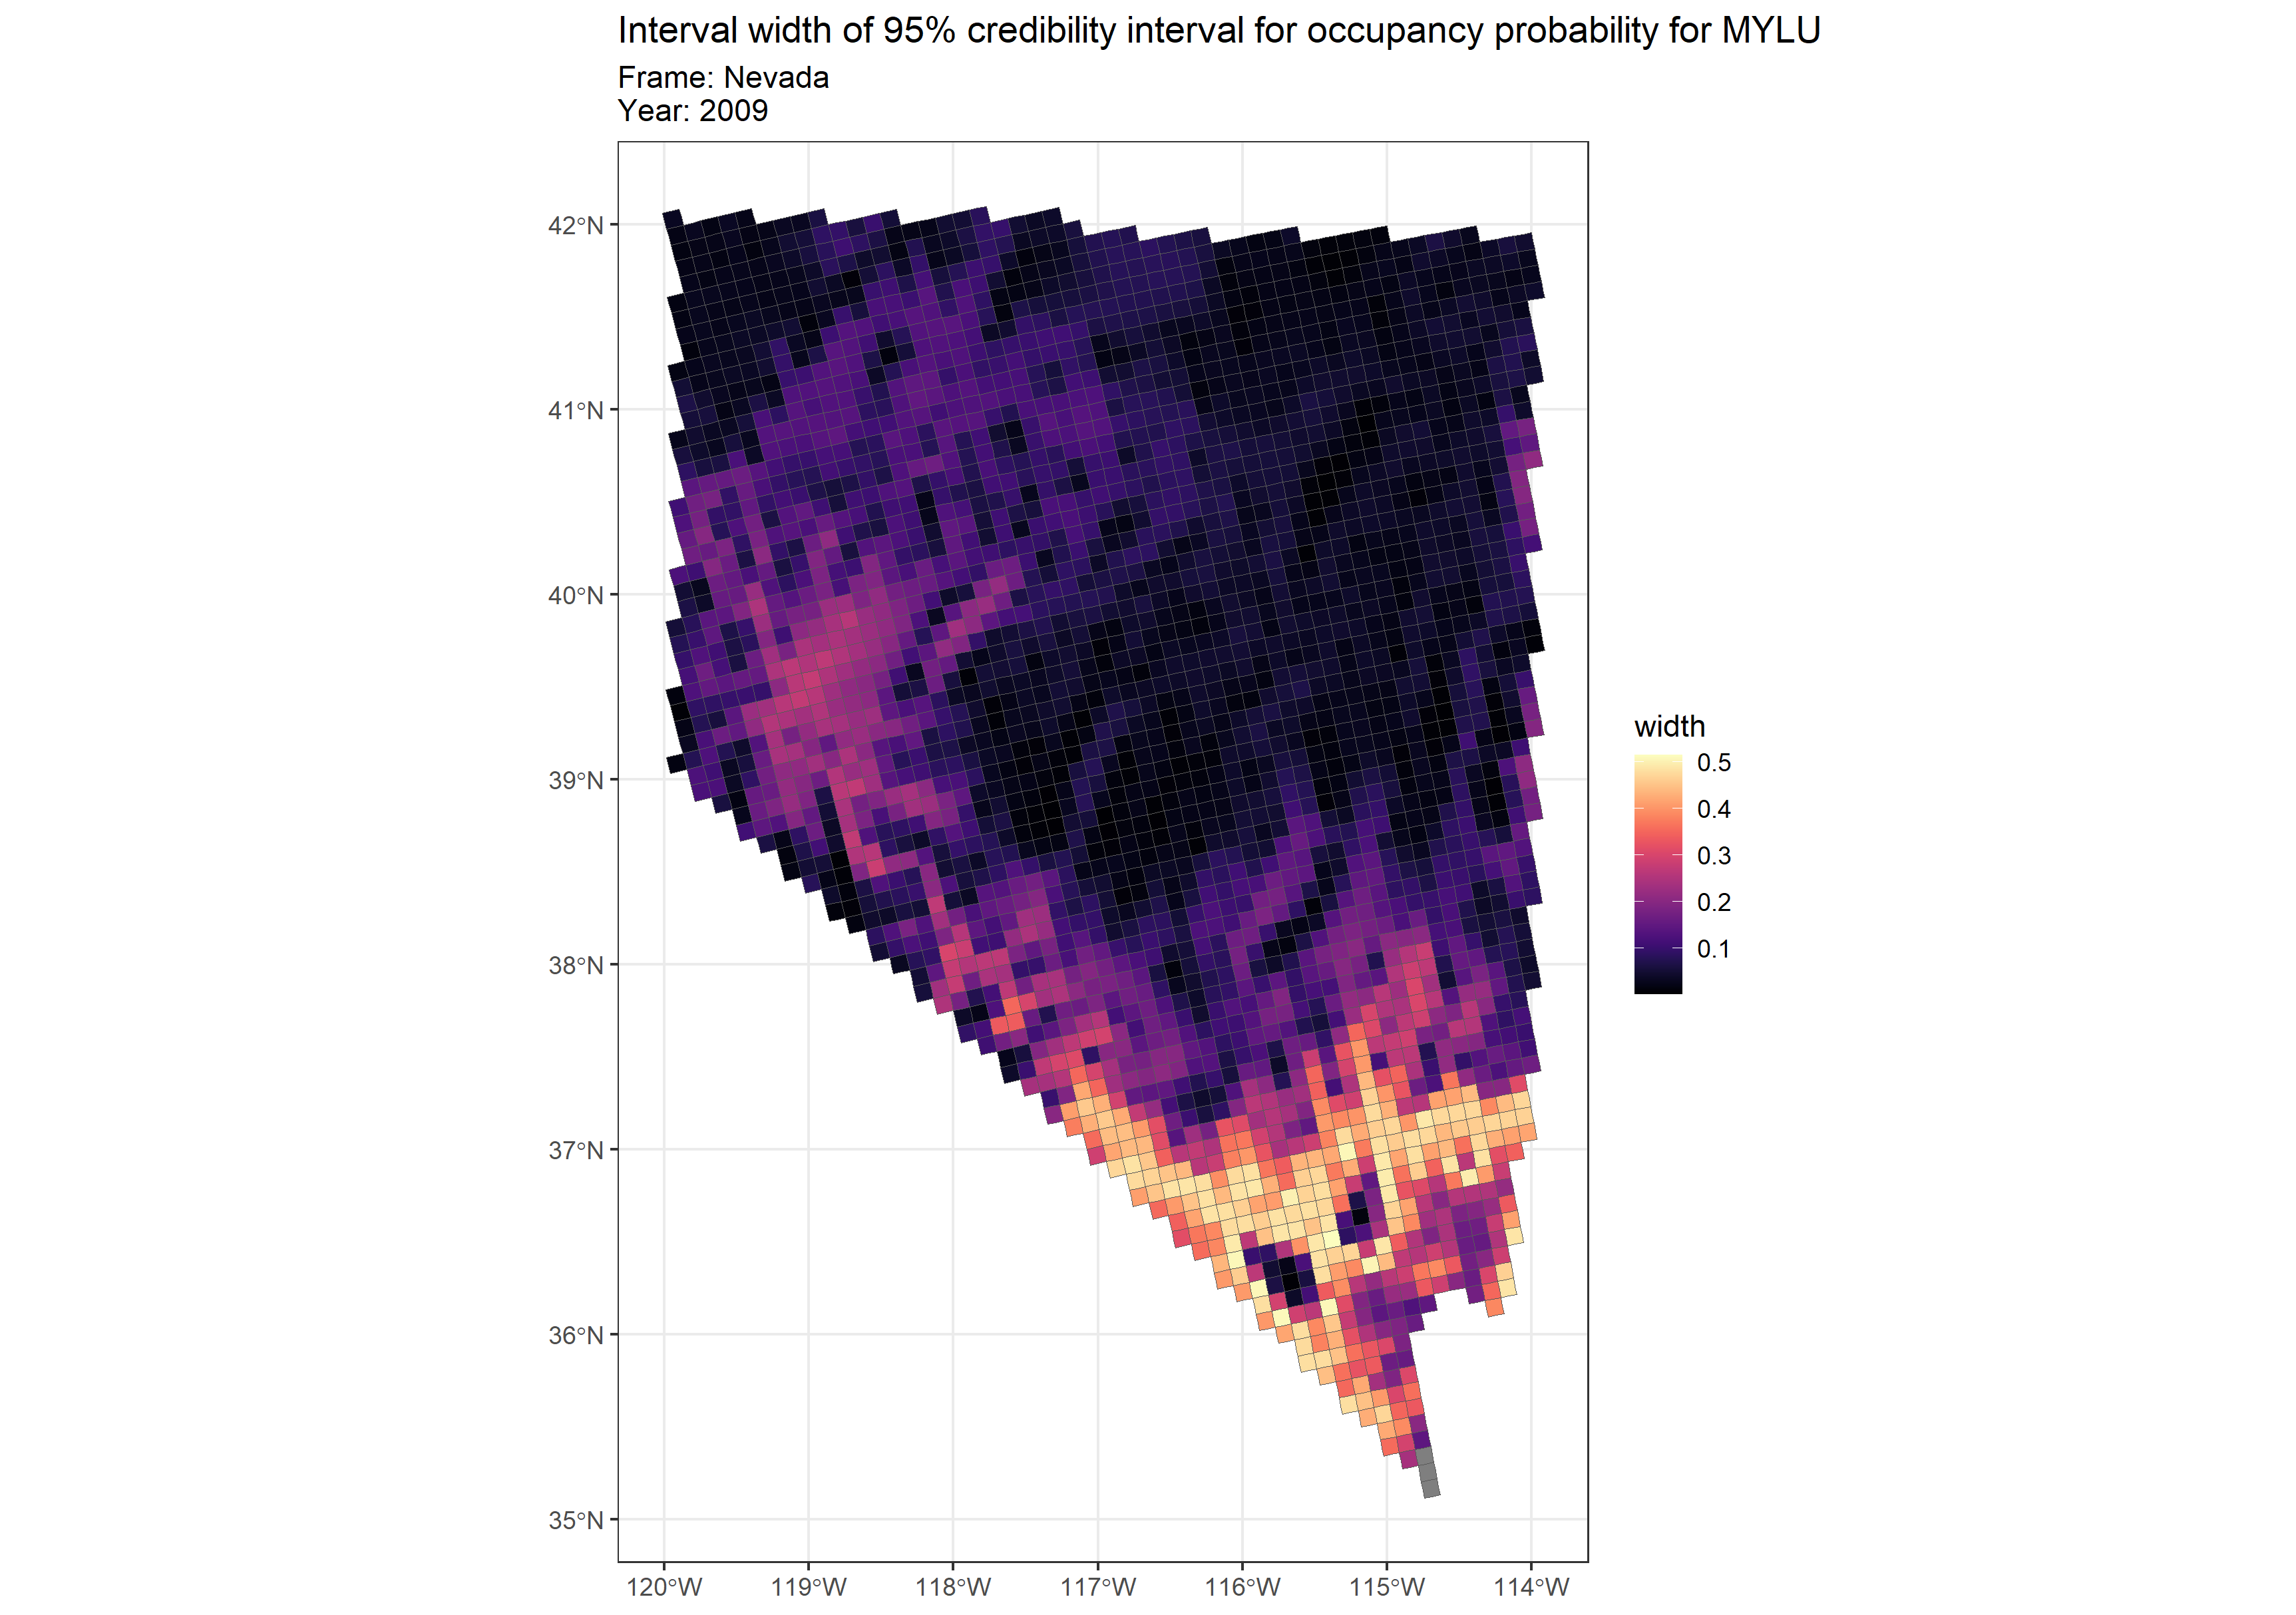 Interval width of 95% credibility interval for occupancy probability for MYLU
Frame: Nevada
Year: 2009
42°N
41°N
40°N
39°N
38°N
37°N
36°N
35°N
120°W 119°W 118°W 117°W 116°W 115°W 114°W
width
0.5
0.4
0.3
0.2
0.1